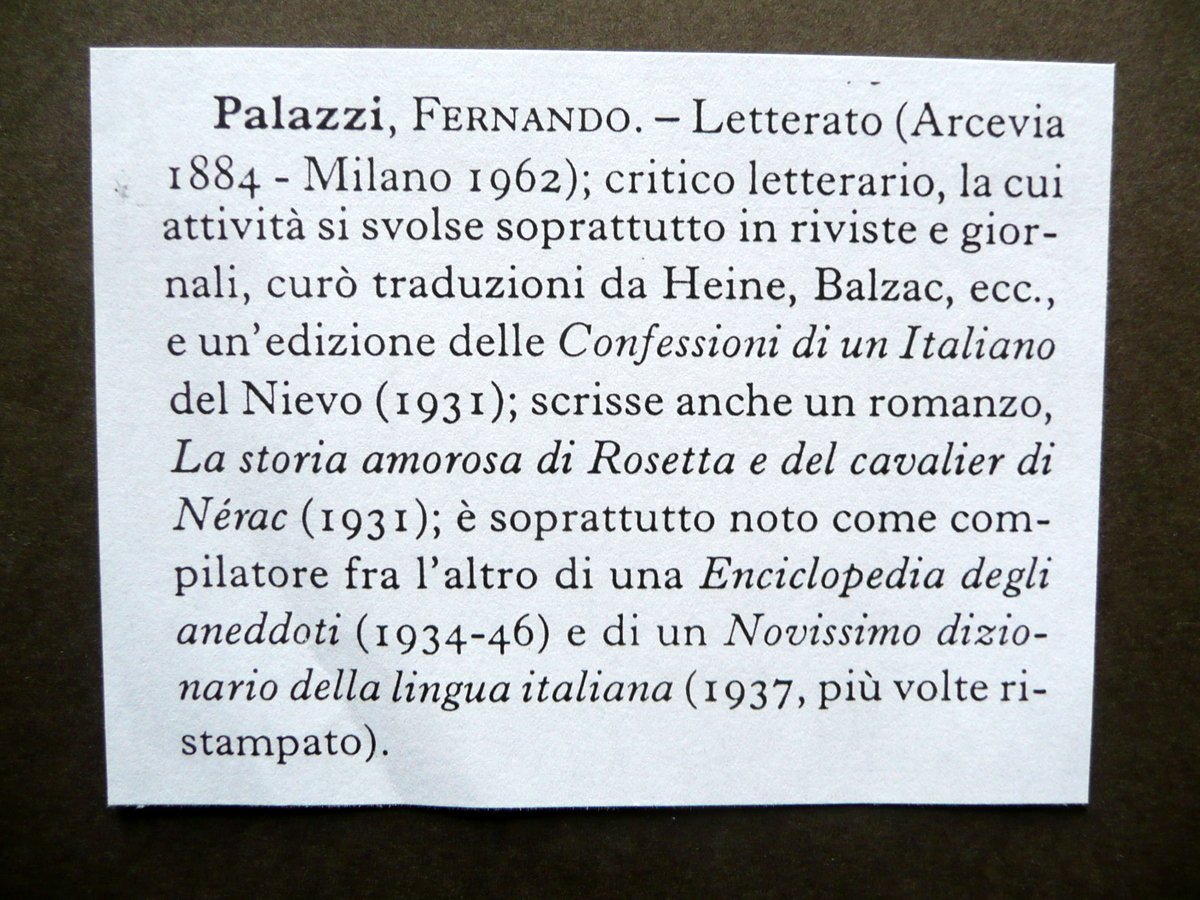 Palazzi, FERNANDO. – Letterato (Arcevia
1884 - Milano 1962); critico letterario, la cui
attività si svolse soprattutto in riviste e gior-
nali, curò traduzioni da Heine, Balzac, ecc.,
e un'edizione delle Confessioni di un Italiano
del Nievo (1931); scrisse anche un romanzo,
La storia amorosa di Rosetta e del cavalier di
Nérac (1931); è soprattutto noto come com-
pilatore fra l'altro di una Enciclopedia degli
aneddoti (1934-46) e di un Novissimo dizio-
nario della lingua italiana (1937, più volte ri-
stampato).